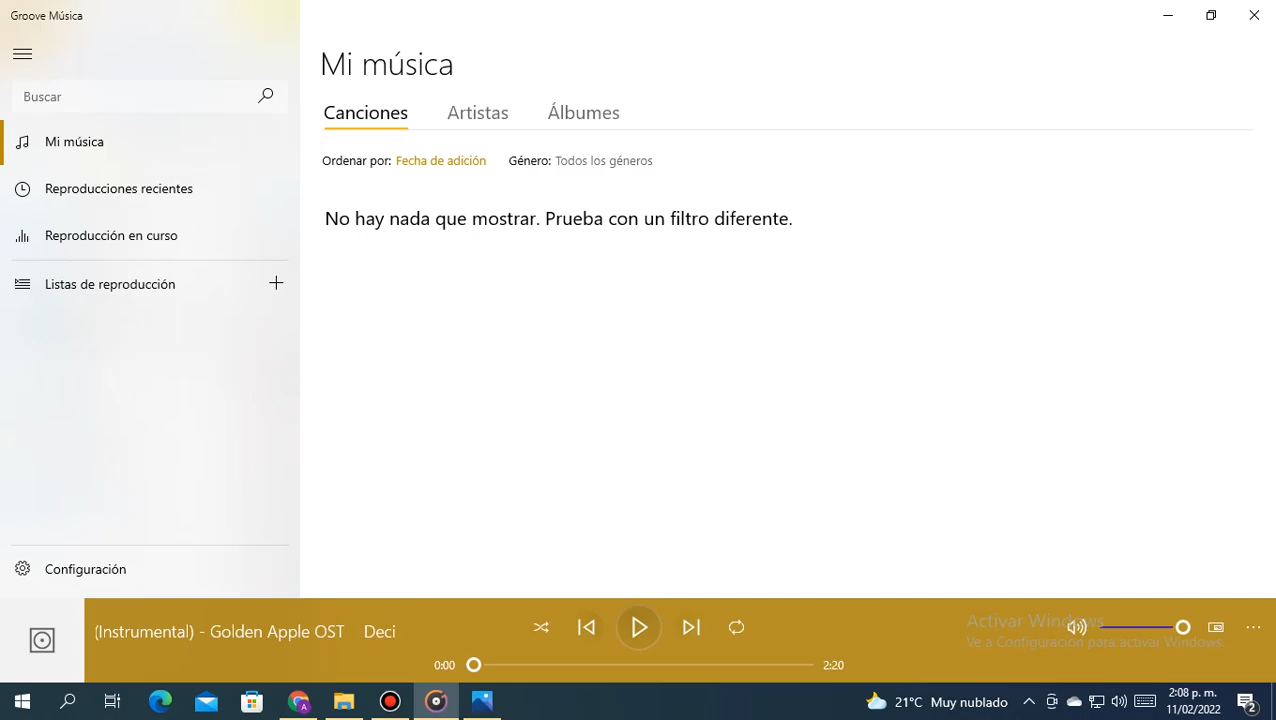 Groove Música
Buscar
Mi música
Reproducciones recientes
Reproducción en curso
Listas de reproducción
Configuración
Mi música
Canciones Artistas Álbumes
Ordenar por: Fecha de adición Género: Todos los géneros
No hay nada que mostrar. Prueba con un filtro diferente.
(Instrumental) - Golden Apple OST Deci
0:00 2:20
Activar Windows
Ve a Configuración para activar Windows.
21°C Muy nublado
2:08 p. m.
11/02/2022
2
A